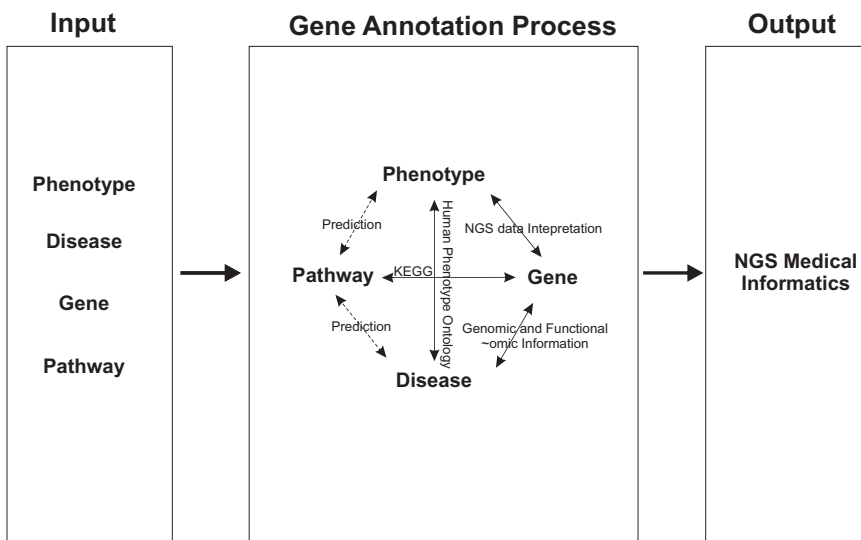 Input
Gene Annotation Process
Output
Phenotype
Disease
Gene
Pathway
Phenotype
Prediction
Human Phenotype Ontology
NGS data Intepretation
Pathway
KEGG
Gene
Prediction
Genomic and Functional
~omic Information
Disease
NGS Medical
Informatics